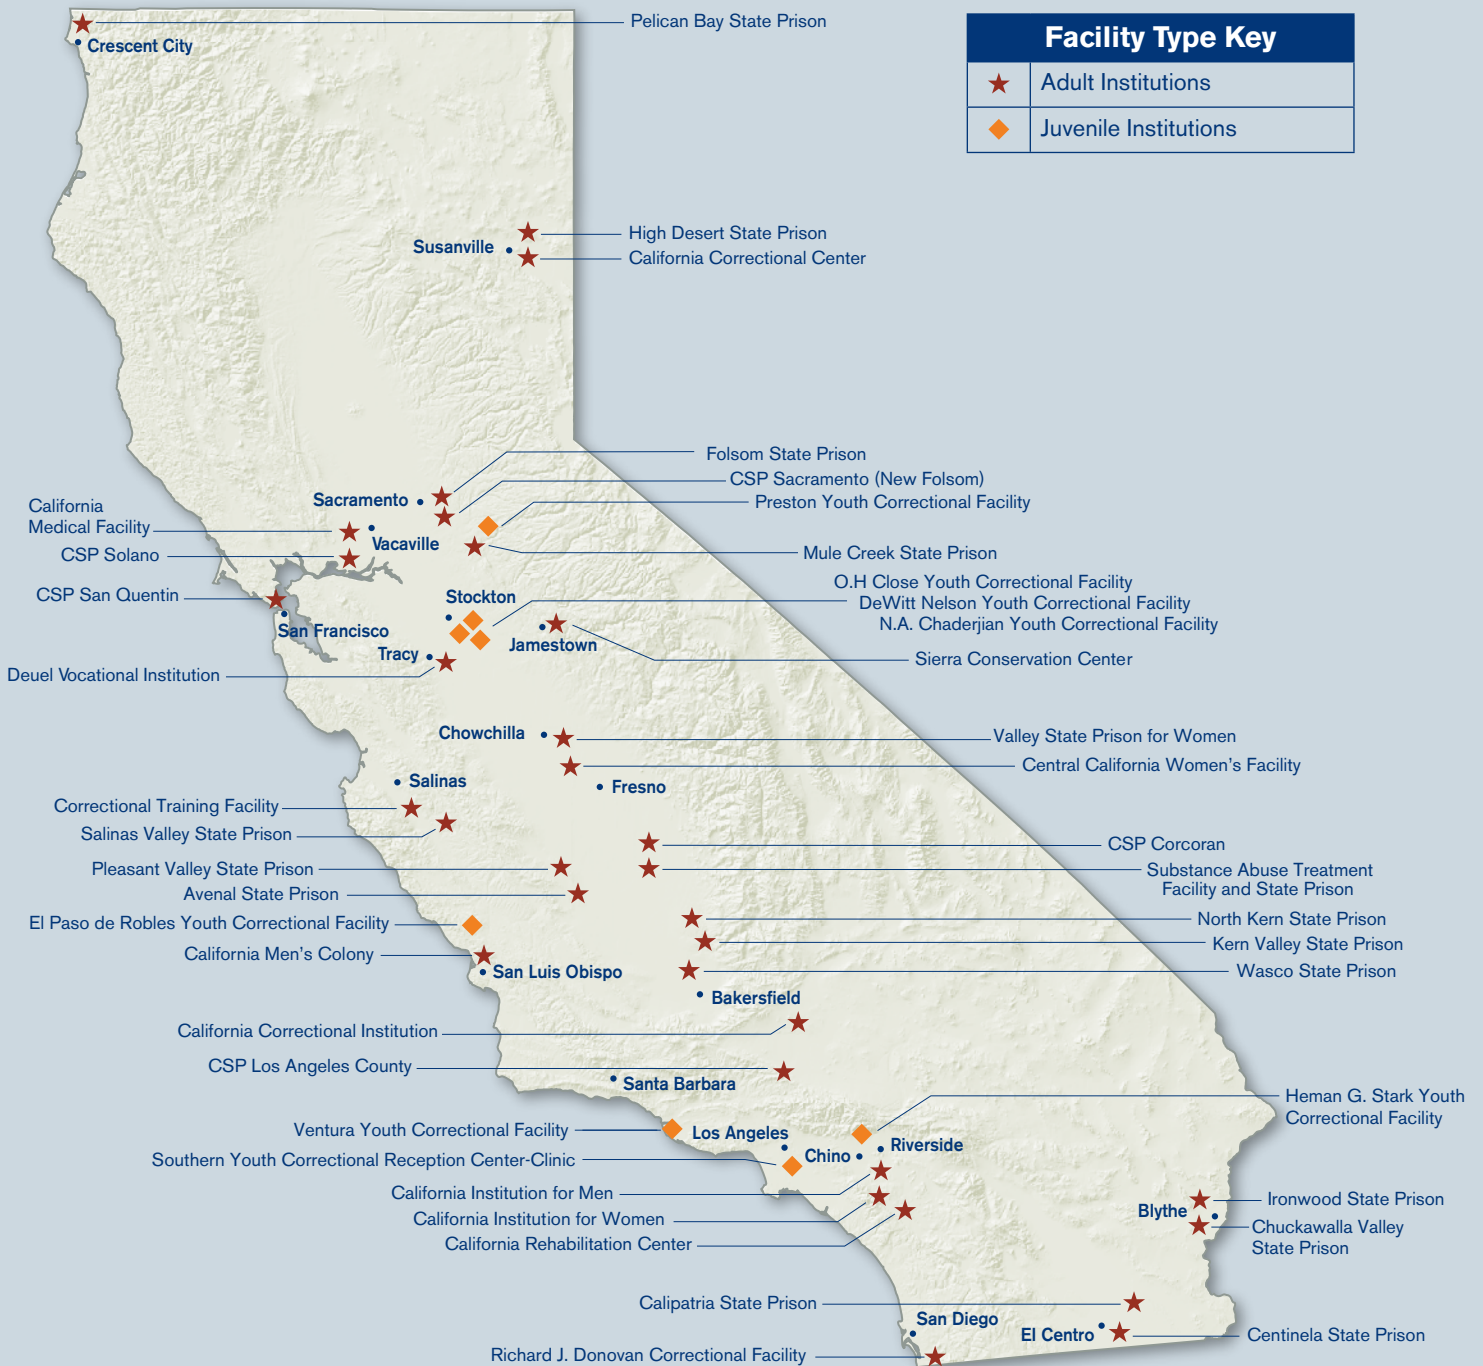 Pelican Bay State Prison
Crescent City
Facility Type Key
Adult Institutions
Juvenile Institutions
High Desert State Prison
Susanville
California Correctional Center
Folsom State Prison
CSP Sacramento (New Folsom)
Sacramento
Preston Youth Correctional Facility
California
Medical Facility
Vacaville
CSP Solano
Mule Creek State Prison
O.H Close Youth Correctional Facility
DeWitt Nelson Youth Correctional Facility
N.A. Chaderjian Youth Correctional Facility
CSP San Quentin
Stockton
San Francisco
Jamestown
Tracy
Sierra Conservation Center
Deuel Vocational Institution
Chowchilla
Valley State Prison for Women
Central California Women's Facility
Salinas
Fresno
Correctional Training Facility
Salinas Valley State Prison
CSP Corcoran
Pleasant Valley State Prison
Substance Abuse Treatment
Facility and State Prison
Avenal State Prison
El Paso de Robles Youth Correctional Facility
North Kern State Prison
Kern Valley State Prison
California Men's Colony
San Luis Obispo
Wasco State Prison
Bakersfield
California Correctional Institution
CSP Los Angeles County
Santa Barbara
Heman G. Stark Youth
Correctional Facility
Ventura Youth Correctional Facility
Los Angeles
Riverside
Chino
Southern Youth Correctional Reception Center-Clinic
California Institution for Men
California Institution for Women
California Rehabilitation Center
Ironwood State Prison
Blythe
Chuckawalla Valley
State Prison
Calipatria State Prison
San Diego
El Centro
Centinela State Prison
Richard J. Donovan Correctional Facility